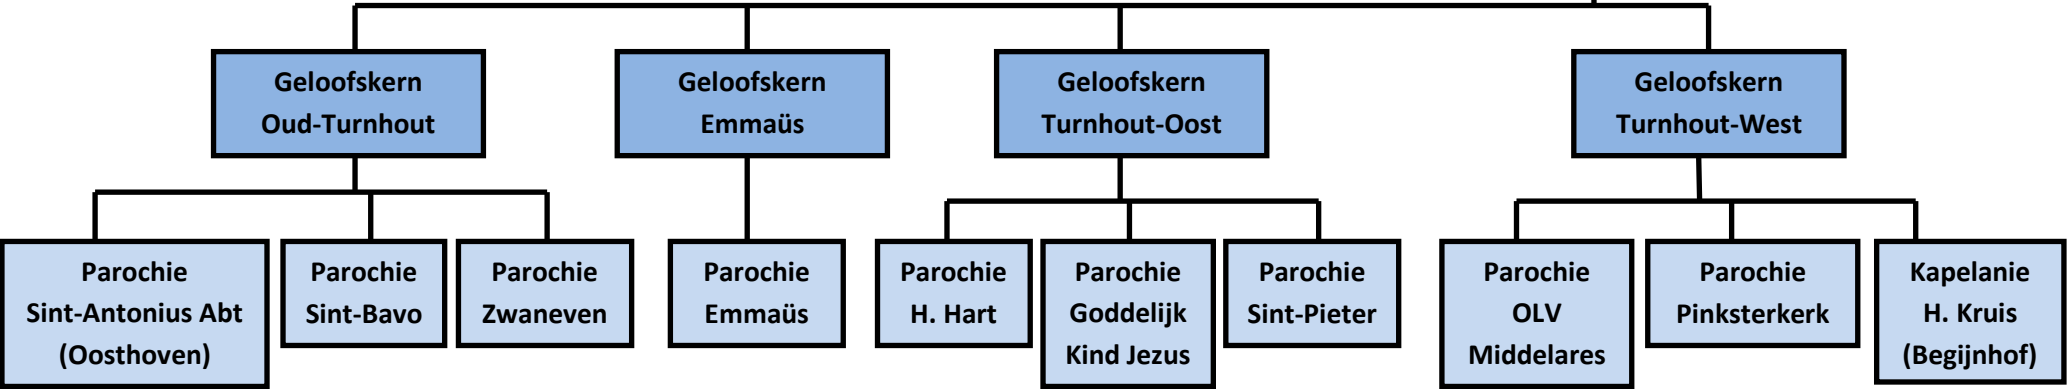 Geloofskern
Oud-Turnhout
Geloofskern
Emmaüs
Geloofskern
Turnhout-Oost
Geloofskern
Turnhout-West
Parochie
Sint-Antonius Abt
(Oosthoven)
Parochie
Sint-Bavo
Parochie
Zwaneven
Parochie
Emmaüs
Parochie
H. Hart
Parochie
Goddelijk
Kind Jezus
Parochie
Sint-Pieter
Parochie
OLV
Middelares
Parochie
Pinksterkerk
Kapelanie
H. Kruis
(Begijnhof)